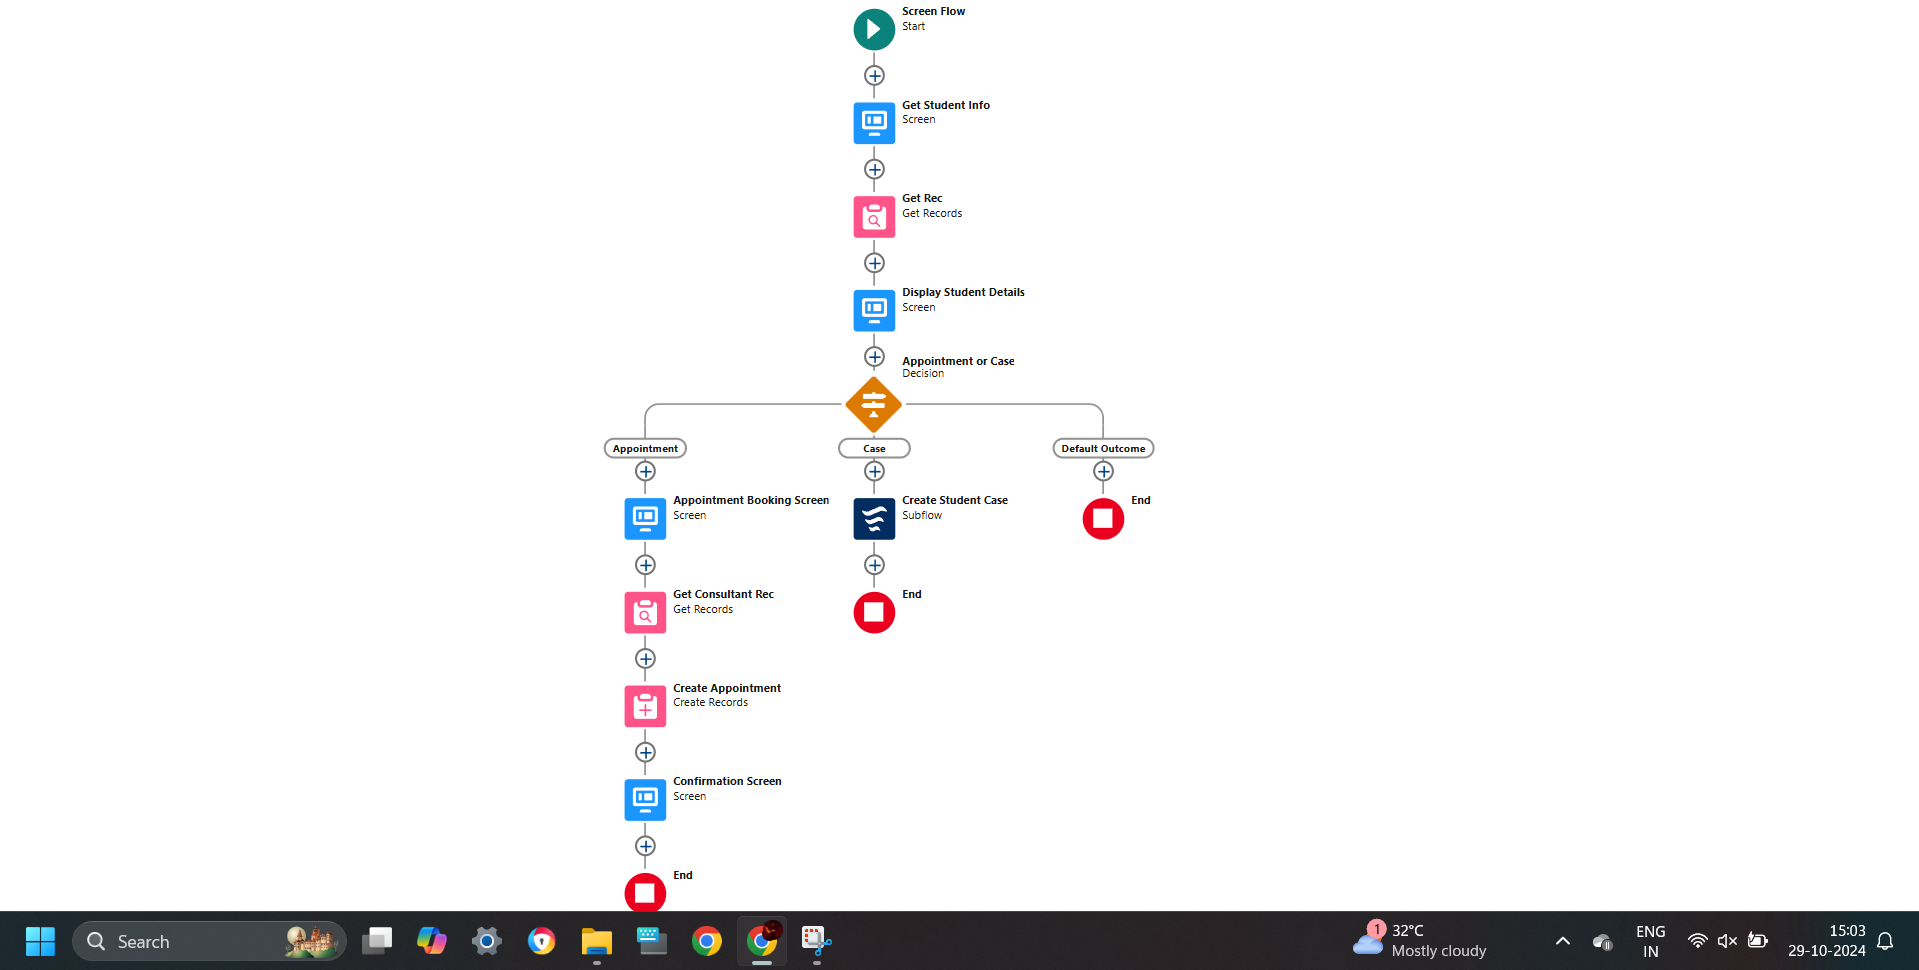 Screen Flow
Start
Get Student Info
Screen
Get Rec
Get Records
Display Student Details
Screen
Appointment or Case
Decision
Appointment
Case
Default Outcome
Appointment Booking Screen
Screen
Create Student Case
Subflow
End
Get Consultant Rec
Get Records
End
Create Appointment
Create Records
Confirmation Screen
Screen
End
Search
1
32°C
Mostly cloudy
ENG
IN
15:03
29-10-2024